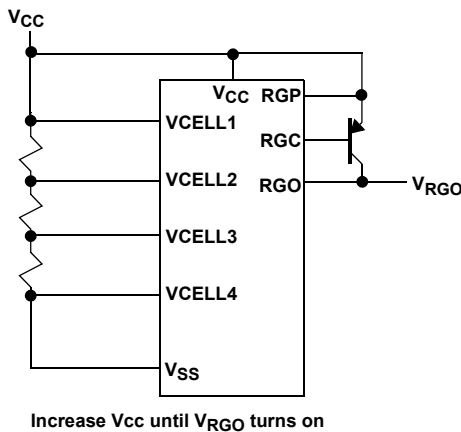 VCC
VCC
RGP
VCELL1
RGC
VCELL2
RGO
VRGO
VCELL3
VCELL4
VSS
Increase Vcc until VRGO turns on